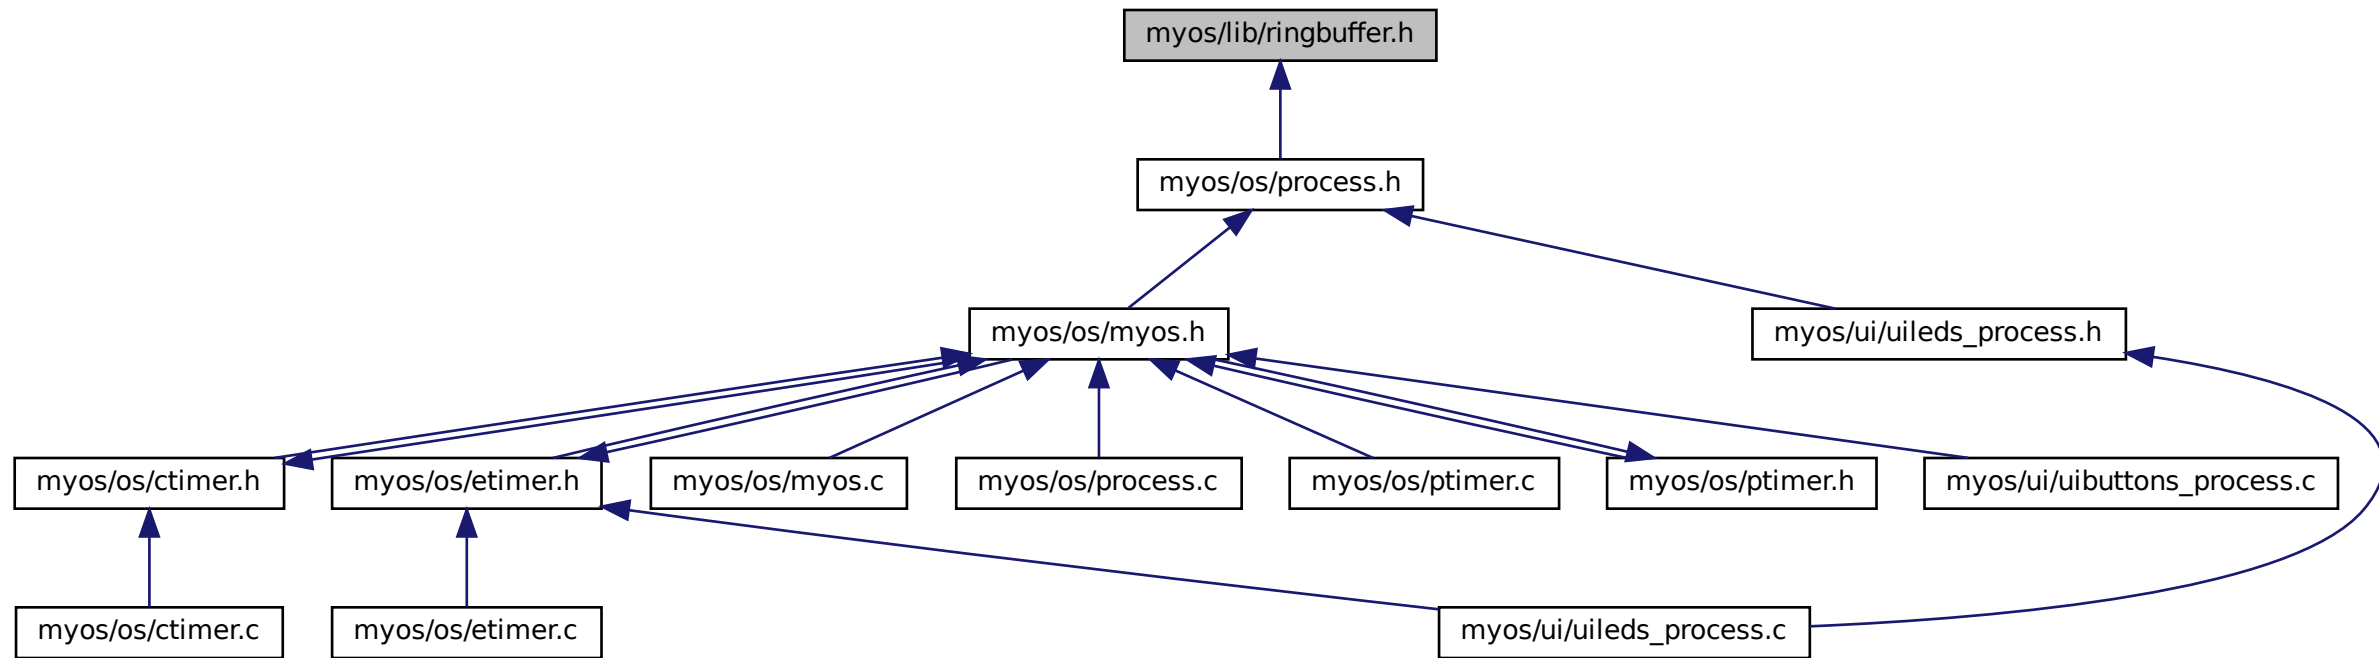 myos/lib/ringbuffer.h
myos/os/process.h
myos/os/myos.h
myos/ui/uileds_process.h
myos/os/ctimer.h
myos/os/etimer.h
myos/os/myos.c
myos/os/process.c
myos/os/ptimer.c
myos/os/ptimer.h
myos/ui/uibuttons_process.c
myos/os/ctimer.c
myos/os/etimer.c
myos/ui/uileds_process.c